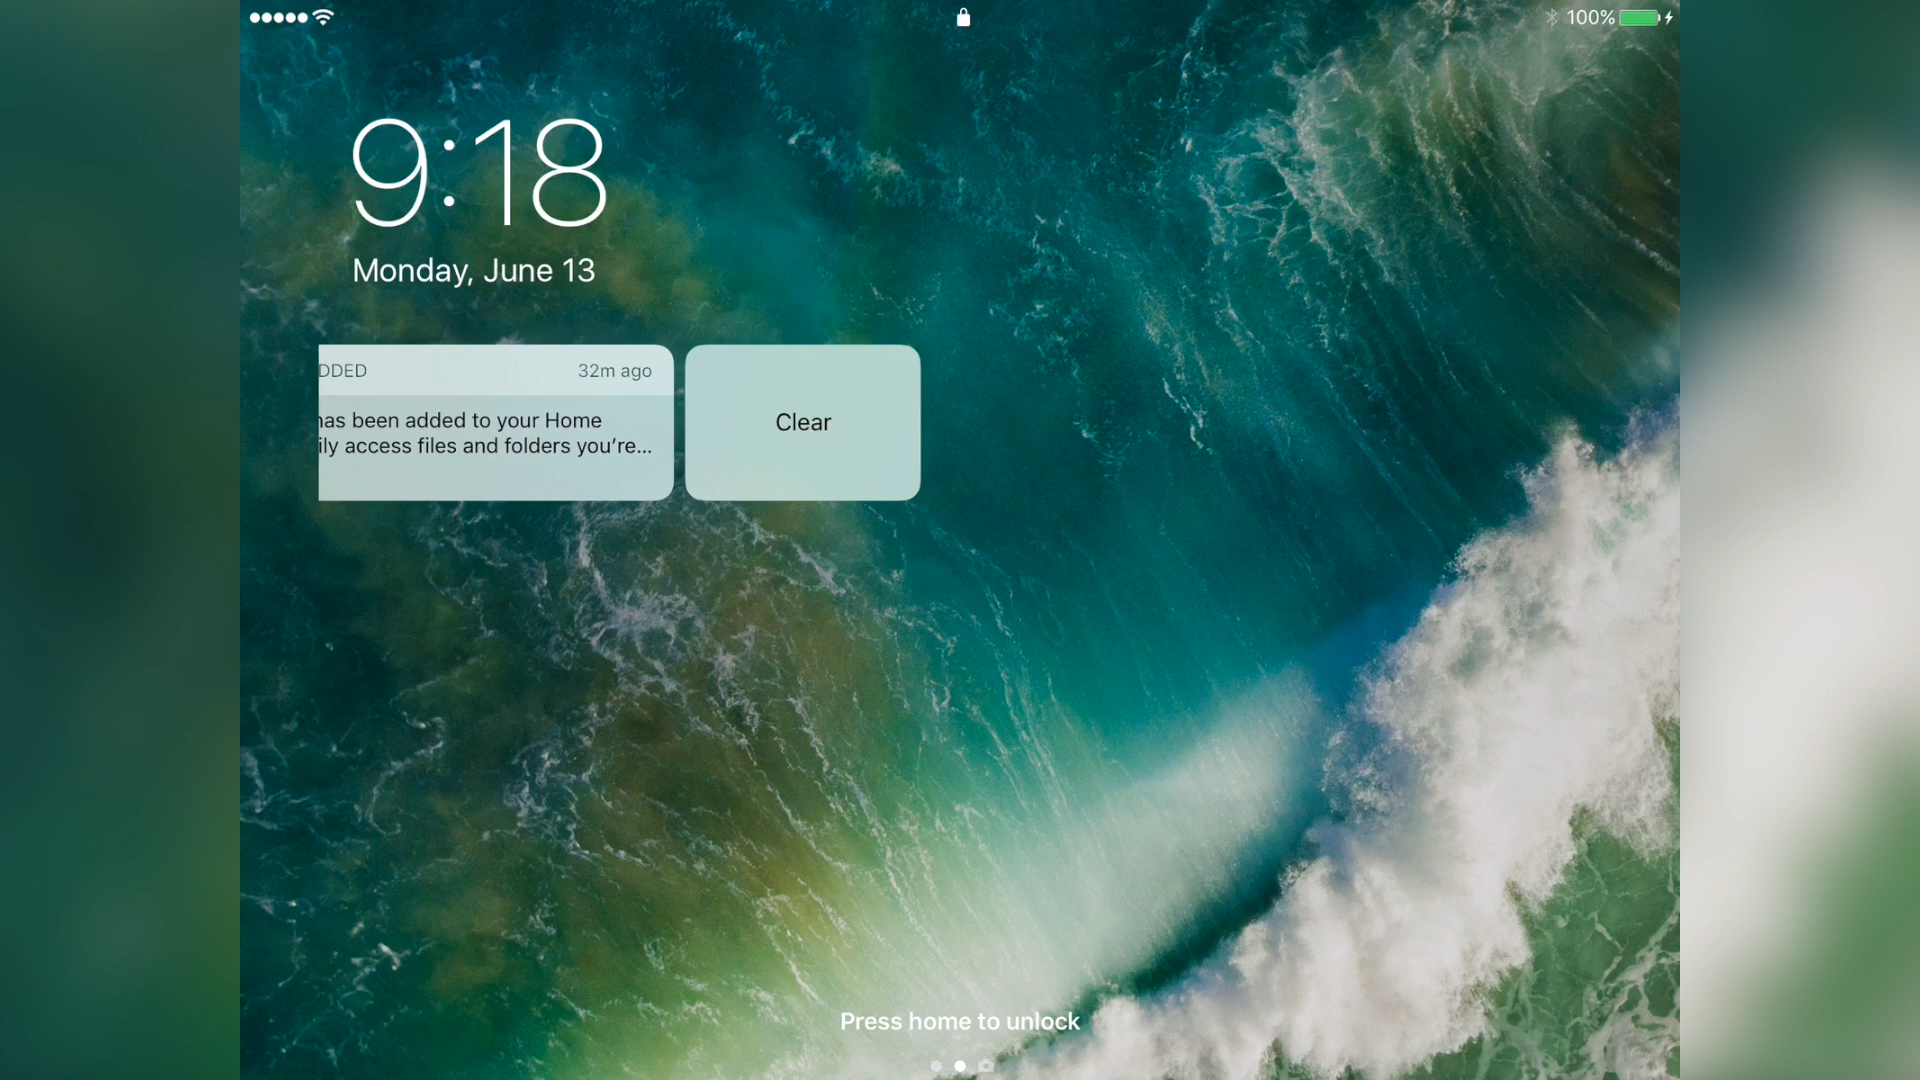 100%
9:18
Monday, June 13
DDED 32m ago
has been added to your Home
ily access files and folders you’re...
Clear
Press home to unlock